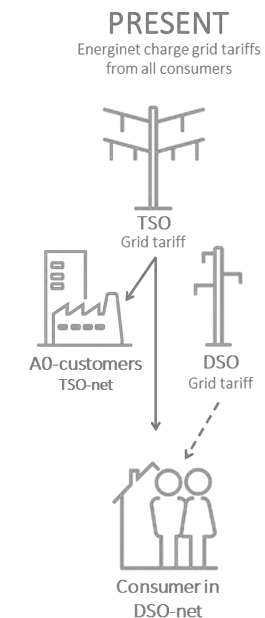 PRESENT
Energinet charge grid tariffs
from all consumers
TSO
Grid tariff
A0-customers
TSO-net
DSO
Grid tariff
Consumer in
DSO-net